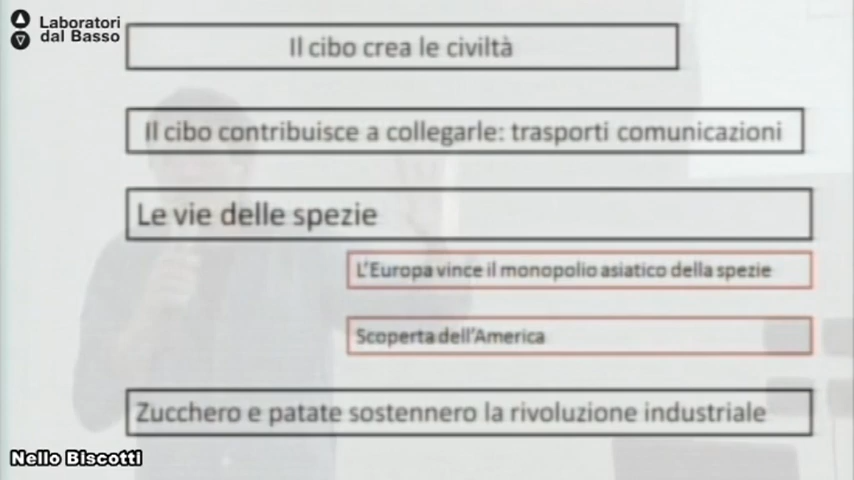 Laboratori
dal Basso
Il cibo crea le civiltà
Il cibo contribuisce a collegarle: trasporti comunicazioni
Le vie delle spezie
L'Europa vince il monopolio asiatico della spezie
Scoperta dell'America
Zucchero e patate sostennero la rivoluzione industriale
Nello Biscotti